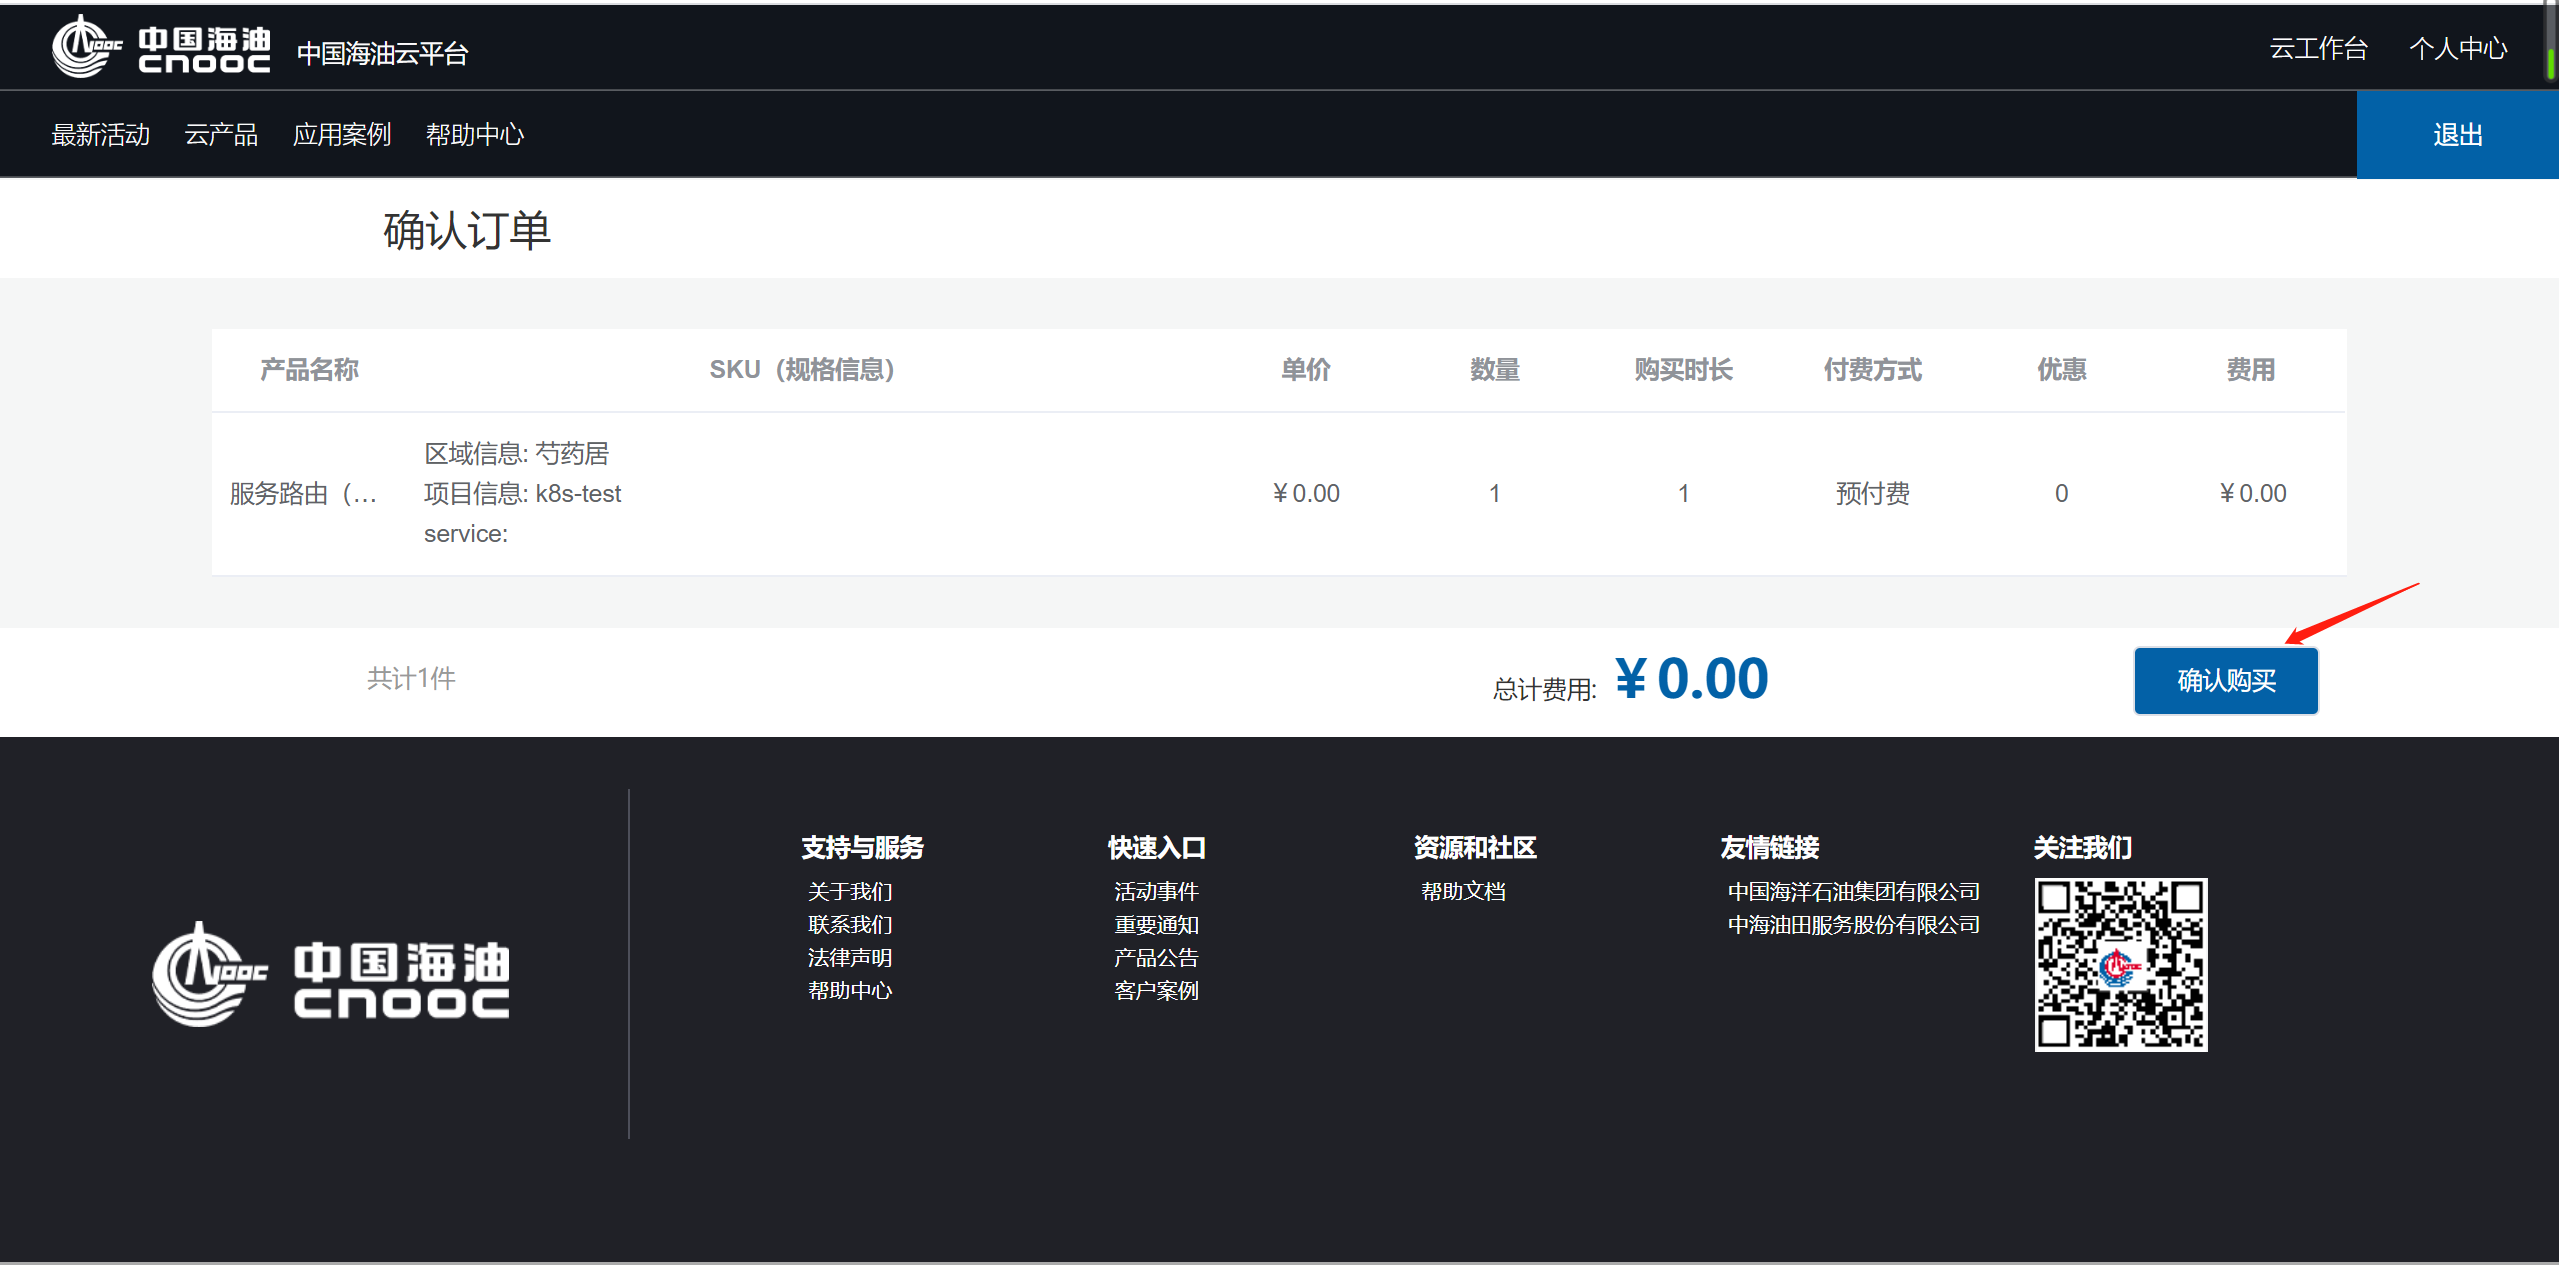 中国海油
CNOOC
中国海油云平台
云工作台
个人中心
最新活动
云产品
应用案例
帮助中心
退出
确认订单
产品名称
SKU（规格信息）
单价
数量
购买时长
付费方式
优惠
费用
服务路由（...
区域信息: 芍药居
项目信息: k8s-test
service:
¥ 0.00
1
1
预付费
0
¥ 0.00
共计1件
总计费用: ¥ 0.00
确认购买
中国海油
CNOOC
支持与服务
关于我们
联系我们
法律声明
帮助中心
快速入口
活动事件
重要通知
产品公告
客户案例
资源和社区
帮助文档
友情链接
中国海洋石油集团有限公司
中海油田服务股份有限公司
关注我们